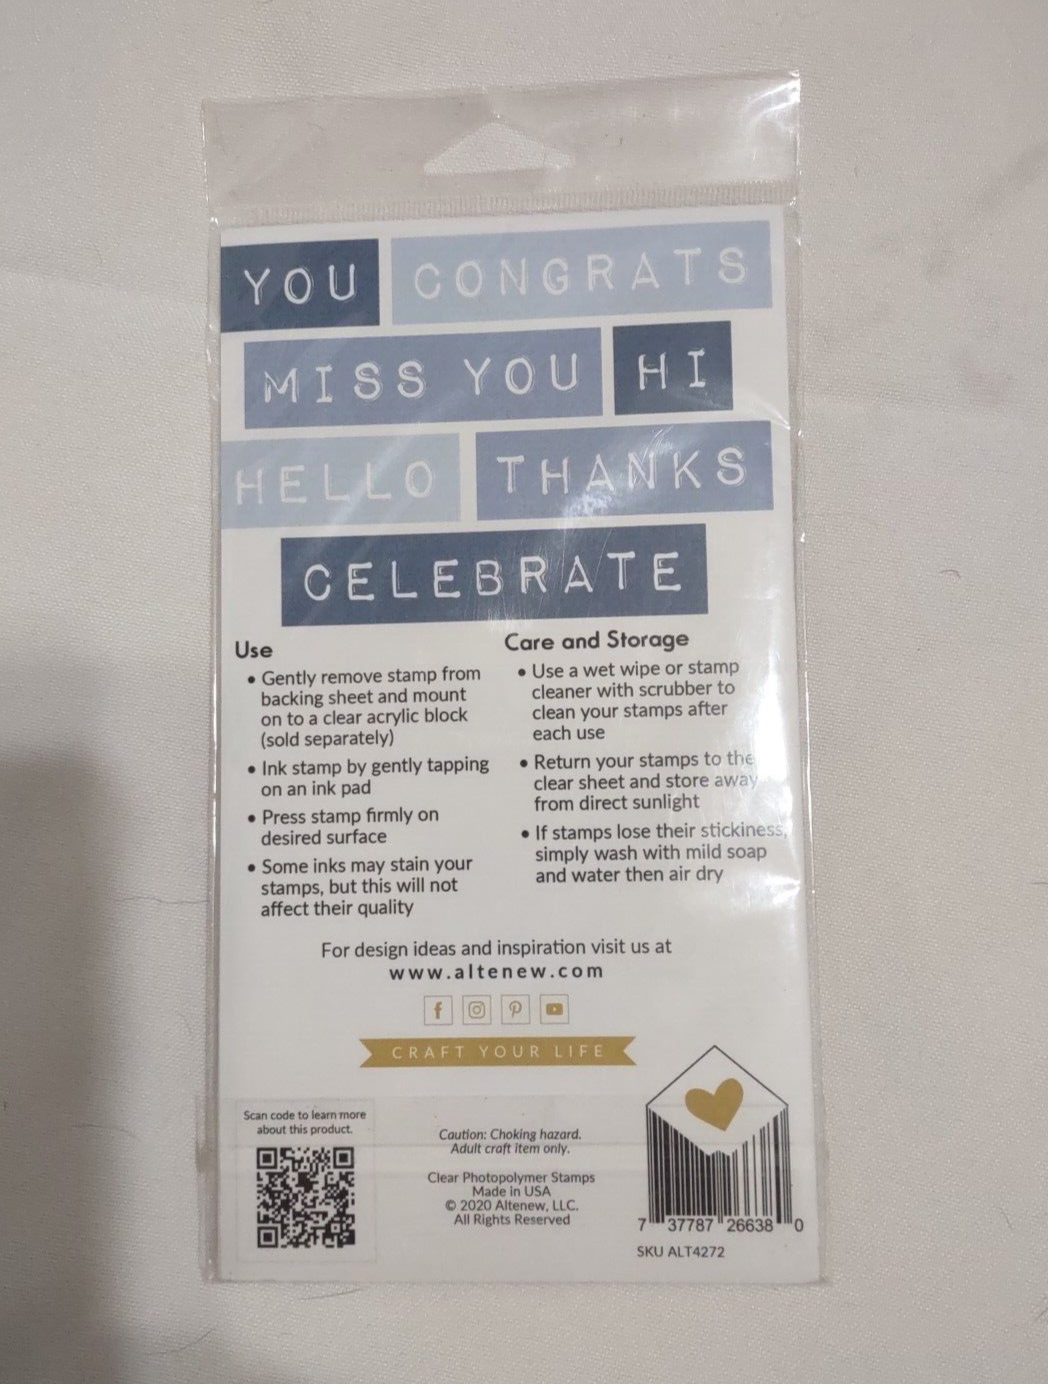 YOU CONGRATS
MISS YOU HI
HELLO THANKS
CELEBRATE
Use
• Gently remove stamp from
backing sheet and mount
on to a clear acrylic block
(sold separately)
• Ink stamp by gently tapping
on an ink pad
• Press stamp firmly on
desired surface
• Some inks may stain your
stamps, but this will not
affect their quality
Care and Storage
• Use a wet wipe or stamp
cleaner with scrubber to
clean your stamps after
each use
• Return your stamps to the
clear sheet and store away
from direct sunlight
• If stamps lose their stickiness,
simply wash with mild soap
and water then air dry
For design ideas and inspiration visit us at
www.altenew.com
CRAFT YOUR LIFE
Scan code to learn more
about this product.
Caution: Choking hazard.
Adult craft item only.
Clear Photopolymer Stamps
Made in USA
© 2020 Altenew, LLC.
All Rights Reserved
7 37787 26638 0
SKU ALT4272